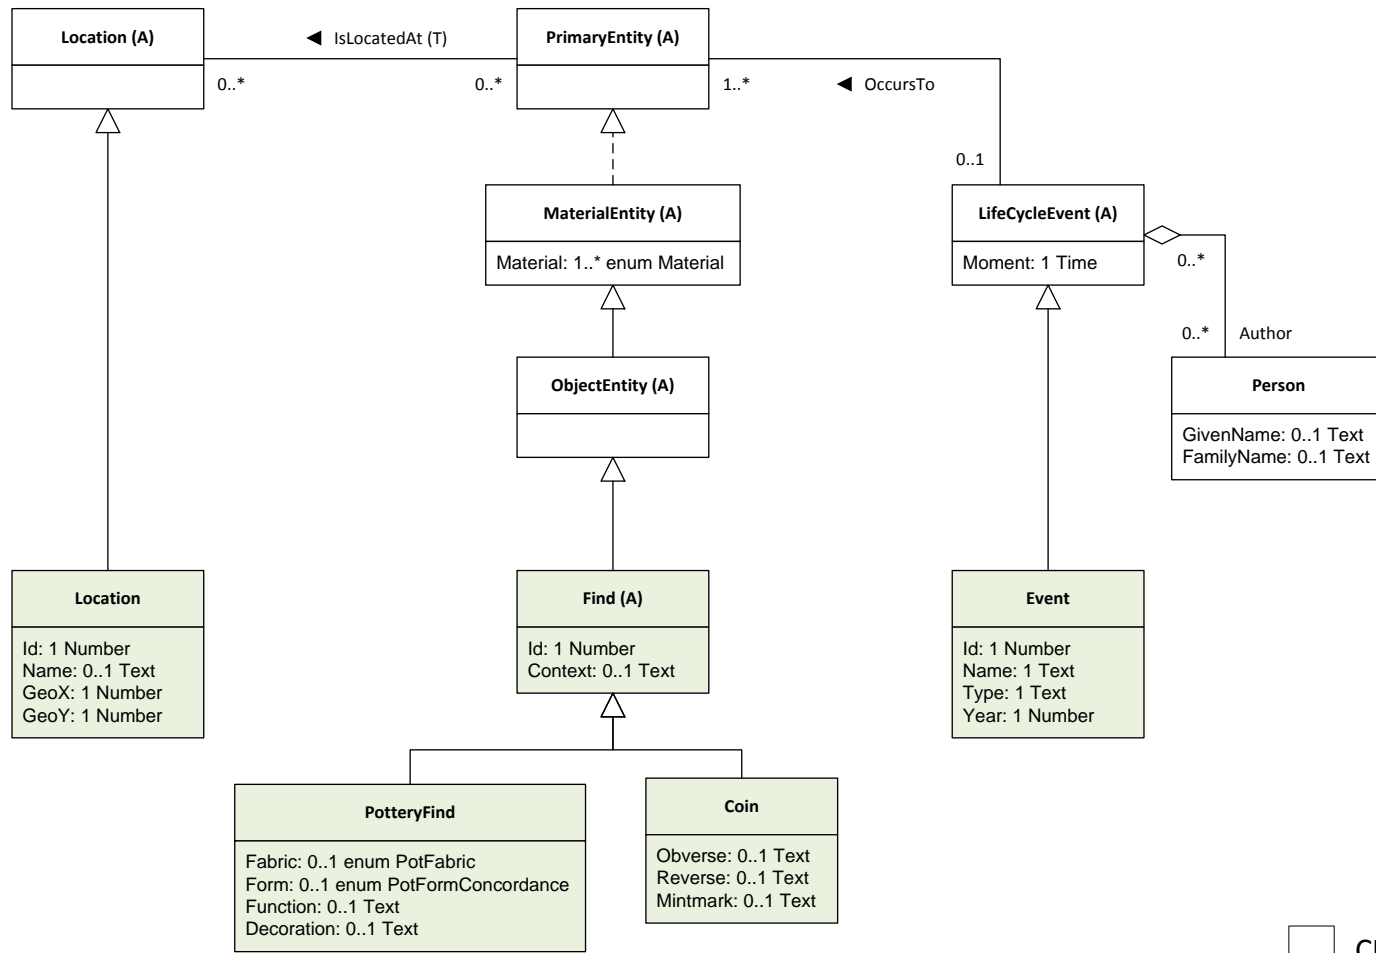 Location (A)
◄ IsLocatedAt (T)
PrimaryEntity (A)
0..*
0..*
1..*
◄ OccursTo
0..1
MaterialEntity (A)
Material: 1..* enum Material
LifeCycleEvent (A)
Moment: 1 Time
0..*
0..*
Author
ObjectEntity (A)
Person
GivenName: 0..1 Text
FamilyName: 0..1 Text
Location
Id: 1 Number
Name: 0..1 Text
GeoX: 1 Number
GeoY: 1 Number
Find (A)
Id: 1 Number
Context: 0..1 Text
Event
Id: 1 Number
Name: 1 Text
Type: 1 Text
Year: 1 Number
PotteryFind
Fabric: 0..1 enum PotFabric
Form: 0..1 enum PotFormConcordance
Function: 0..1 Text
Decoration: 0..1 Text
Coin
Obverse: 0..1 Text
Reverse: 0..1 Text
Mintmark: 0..1 Text